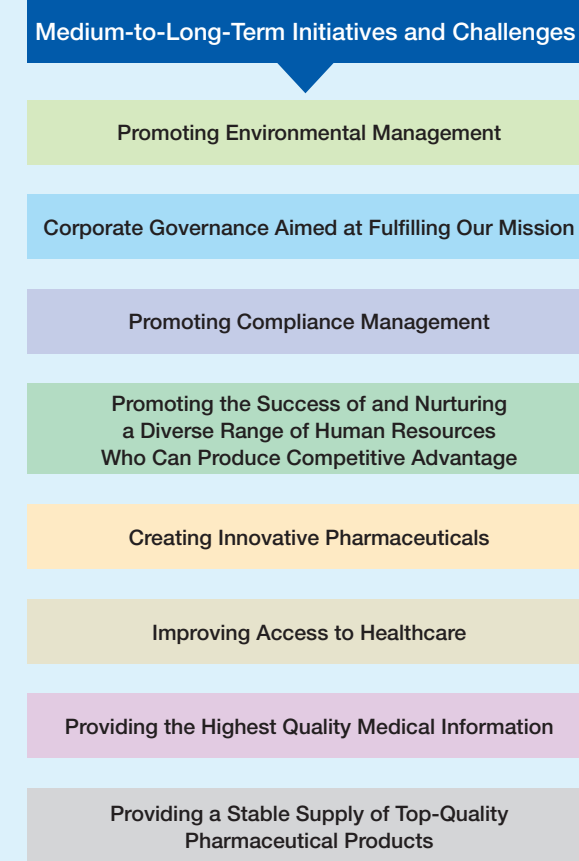 Medium-to-Long-Term Initiatives and Challenges
Promoting Environmental Management
Corporate Governance Aimed at Fulfilling Our Mission
Promoting Compliance Management
Promoting the Success of and Nurturing
a Diverse Range of Human Resources
Who Can Produce Competitive Advantage
Creating Innovative Pharmaceuticals
Improving Access to Healthcare
Providing the Highest Quality Medical Information
Providing a Stable Supply of Top-Quality
Pharmaceutical Products